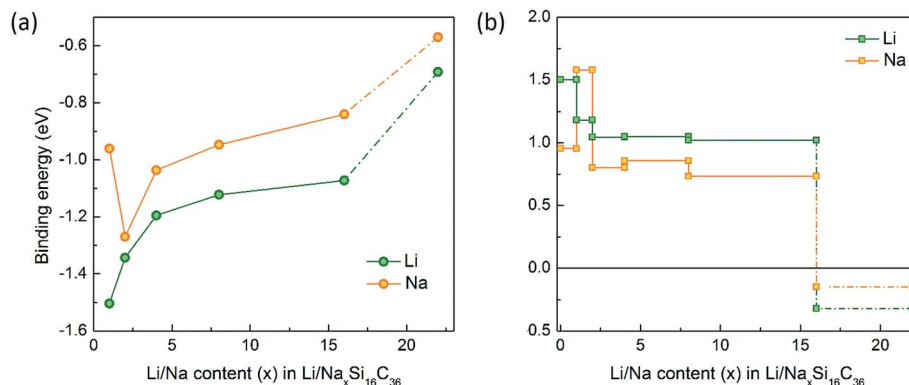 (a)
-0.6
-0.8
-1.0
-1.2
-1.4
-1.6
Binding energy (eV)
Li
Na
0 5 10 15 20
Li/Na content (x) in Li/NaₓSi₁₆C₃₆
(b)
2.0
1.5
1.0
0.5
0.0
-0.5
Li
Na
0 5 10 15 20
Li/Na content (x) in Li/NaₓSi₁₆C₃₆